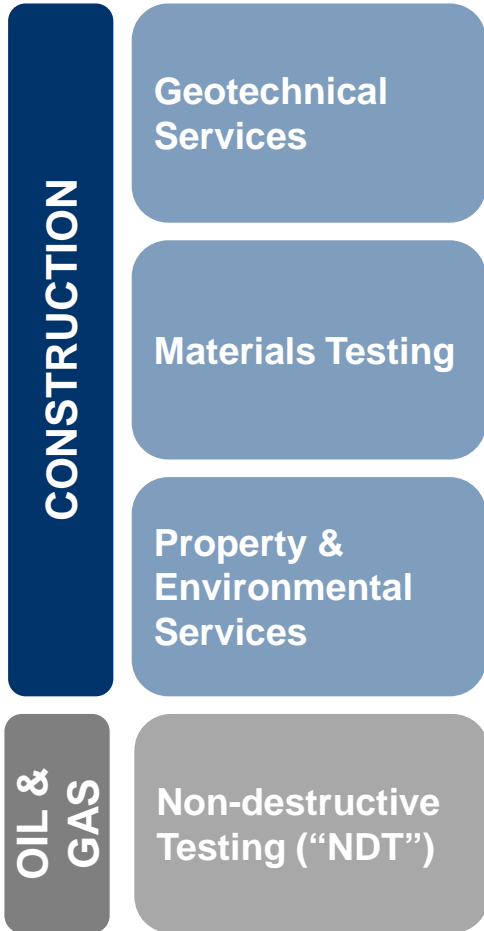 CONSTRUCTION
Geotechnical
Services
Materials Testing
Property &
Environmental
Services
OIL &
GAS
Non-destructive
Testing (“NDT”)